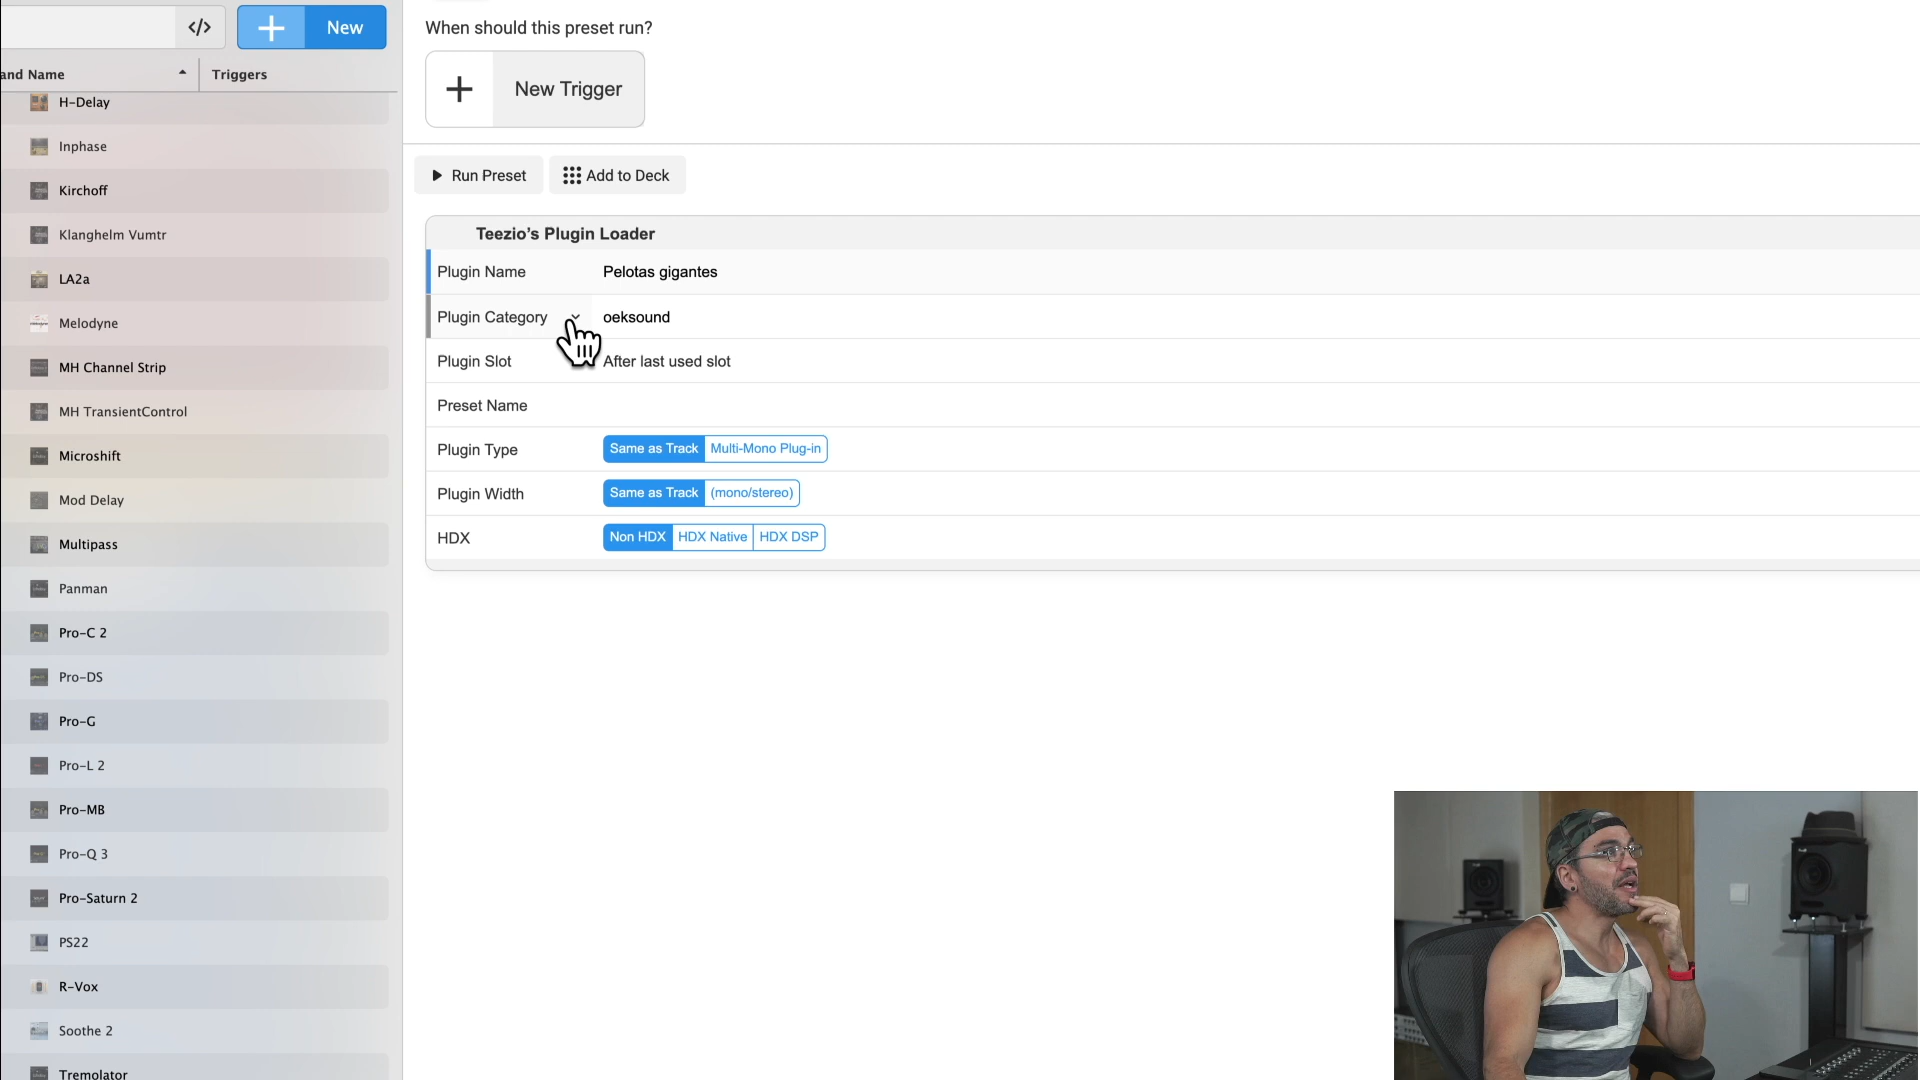 </>
New
When should this preset run?
and Name
Triggers
New Trigger
H-Delay
Inphase
Kirchoff
Klanghelm Vumtr
LA2a
Melodyne
MH Channel Strip
MH TransientControl
Microshift
Mod Delay
Multipass
Panman
Pro-C 2
Pro-DS
Pro-G
Pro-L 2
Pro-MB
Pro-Q 3
Pro-Saturn 2
PS22
R-Vox
Soothe 2
Tremolator
Run Preset
Add to Deck
Teezio's Plugin Loader
Plugin Name Pelotas gigantes
Plugin Category oeksound
Plugin Slot After last used slot
Preset Name
Plugin Type Same as Track Multi-Mono Plug-in
Plugin Width Same as Track (mono/stereo)
HDX Non HDX HDX Native HDX DSP